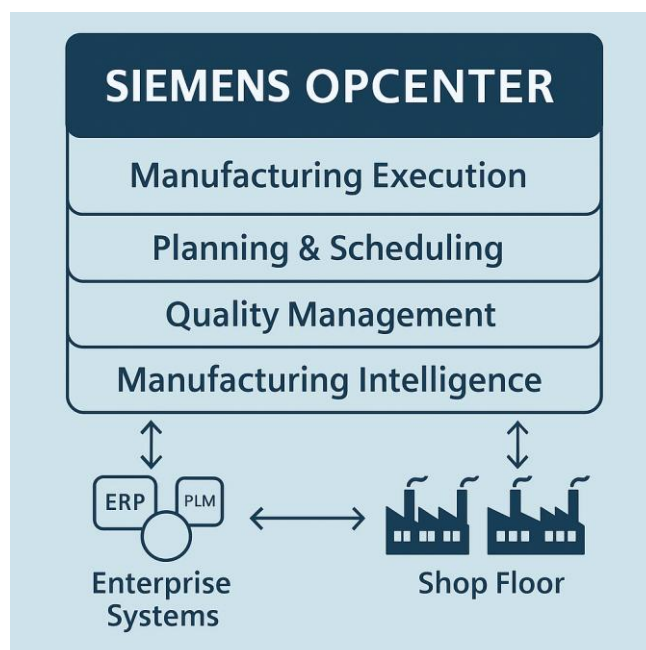 SIEMENS OPCENTER
Manufacturing Execution
Planning & Scheduling
Quality Management
Manufacturing Intelligence
ERP
PLM
Enterprise
Systems
Shop Floor